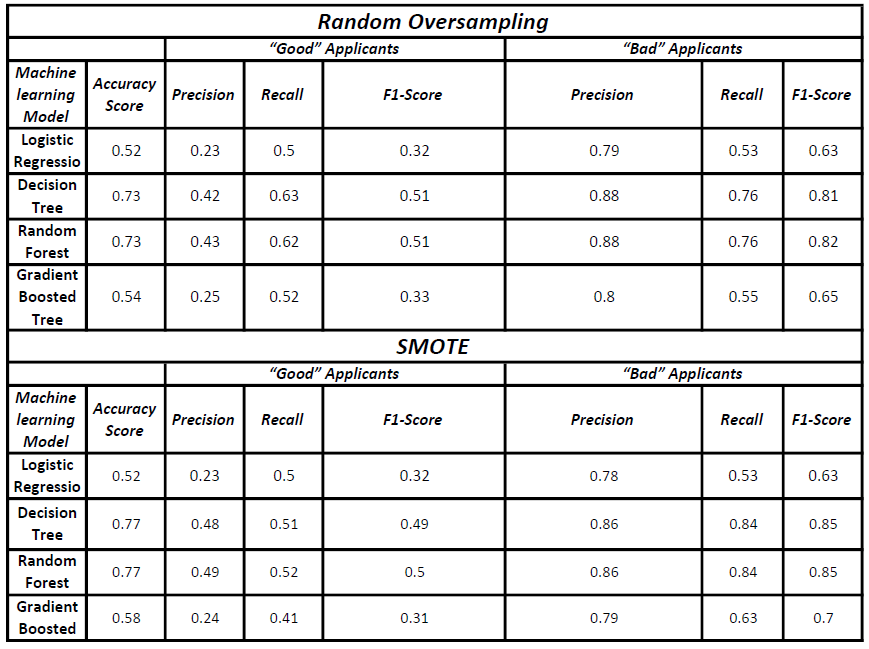 Random Oversampling
“Good” Applicants “Bad” Applicants
Machine learning Model Accuracy Score Precision Recall F1-Score Precision Recall F1-Score
Logistic Regressio 0.52 0.23 0.5 0.32 0.79 0.53 0.63
Decision Tree 0.73 0.42 0.63 0.51 0.88 0.76 0.81
Random Forest 0.73 0.43 0.62 0.51 0.88 0.76 0.82
Gradient Boosted Tree 0.54 0.25 0.52 0.33 0.8 0.55 0.65
SMOTE
“Good” Applicants “Bad” Applicants
Machine learning Model Accuracy Score Precision Recall F1-Score Precision Recall F1-Score
Logistic Regressio 0.52 0.23 0.5 0.32 0.78 0.53 0.63
Decision Tree 0.77 0.48 0.51 0.49 0.86 0.84 0.85
Random Forest 0.77 0.49 0.52 0.5 0.86 0.84 0.85
Gradient Boosted 0.58 0.24 0.41 0.31 0.79 0.63 0.7